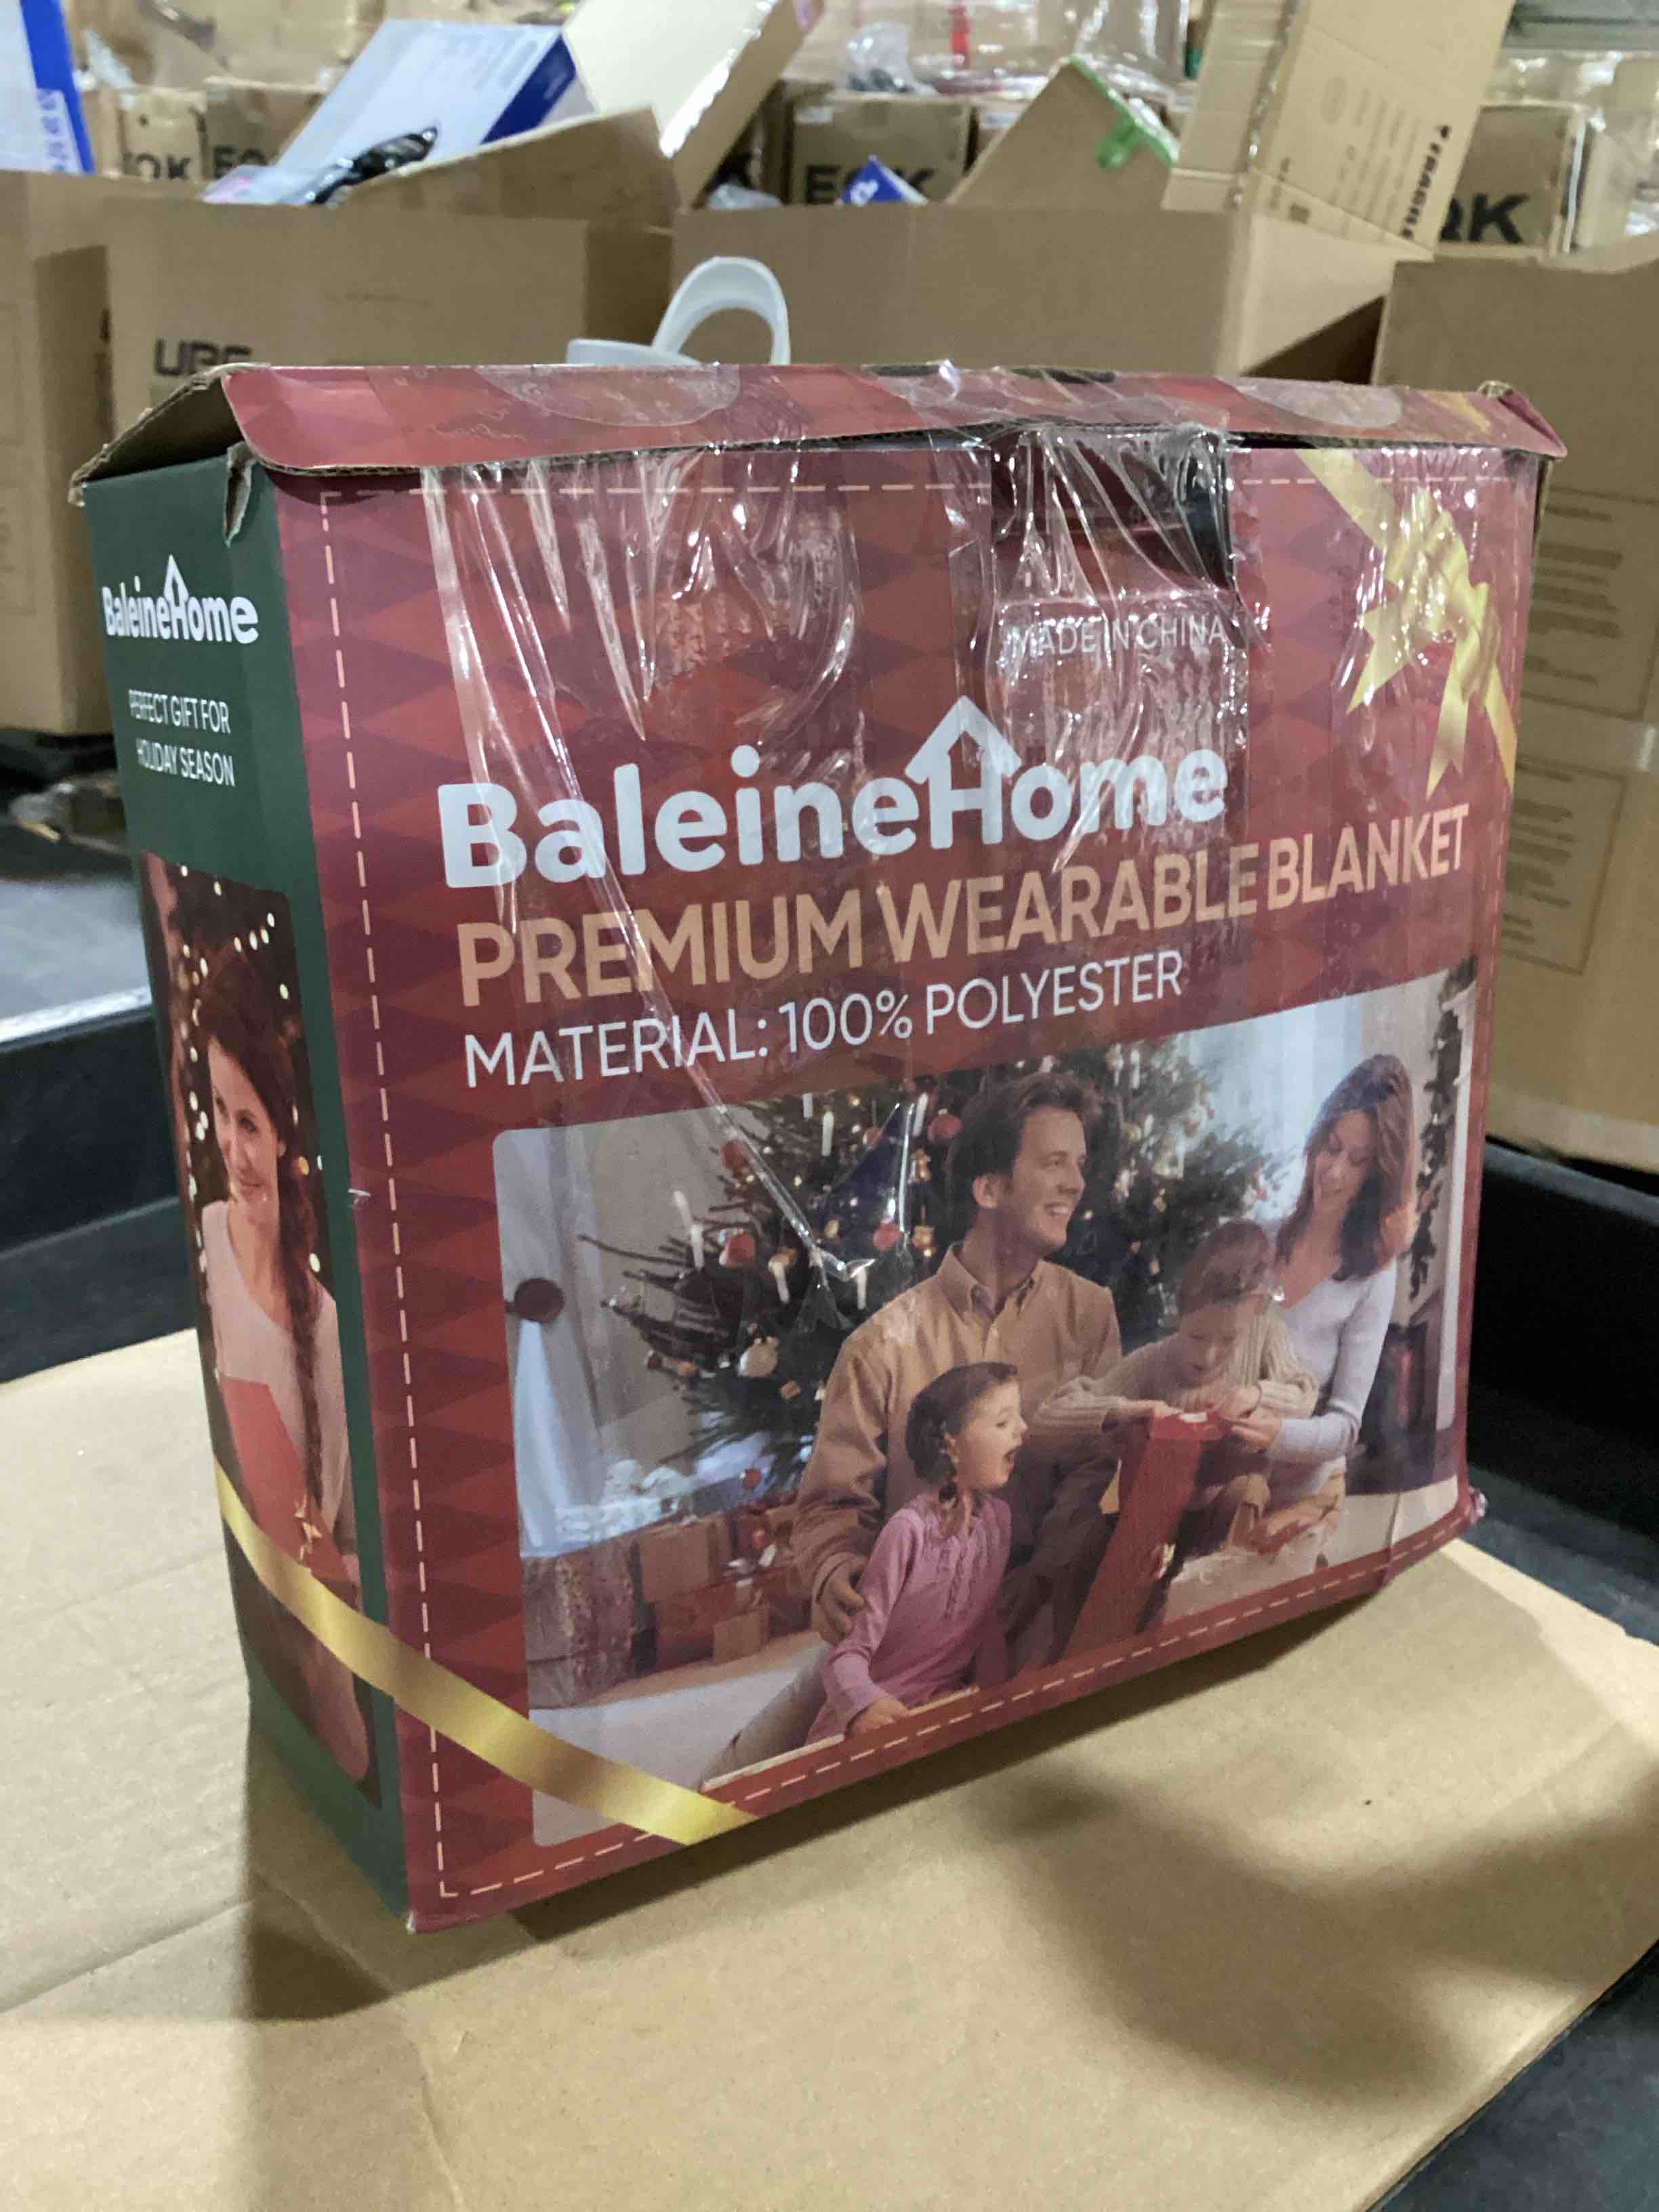 BaleineHome
PERFECT GIFT FOR
HOLIDAY SEASON
MADE IN CHINA
BaleineHome
PREMIUM WEARABLE BLANKET
MATERIAL: 100% POLYESTER